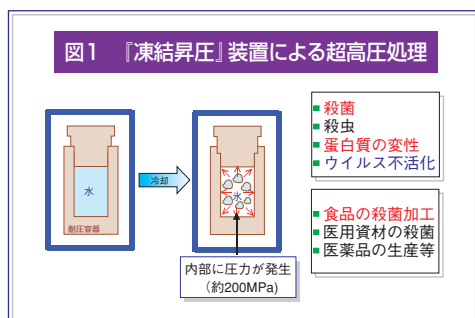 図1 『凍結昇圧』装置による超高圧処理
水
耐圧容器
冷却
水
内部に圧力が発生
(約200MPa)
殺菌
殺虫
蛋白質の変性
ウイルス不活化
食品の殺菌加工
医用資材の殺菌
医薬品の生産等